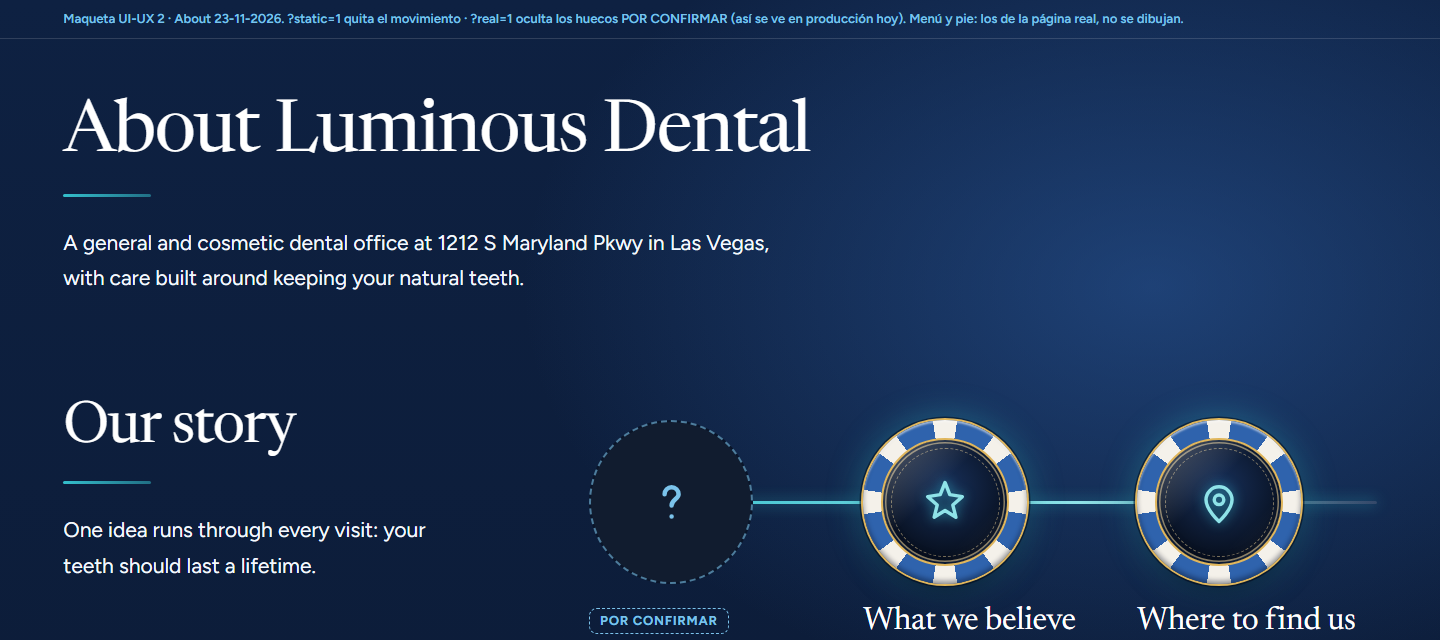 Maqueta UI-UX 2 · About 23-11-2026. ?static=1 quita el movimiento · ?real=1 oculta los huecos POR CONFIRMAR (así se ve en producción hoy). Menú y pie: los de la página real, no se dibujan.
About Luminous Dental
A general and cosmetic dental office at 1212 S Maryland Pkwy in Las Vegas,
with care built around keeping your natural teeth.
Our story
One idea runs through every visit: your
teeth should last a lifetime.
?
POR CONFIRMAR
What we believe
Where to find us